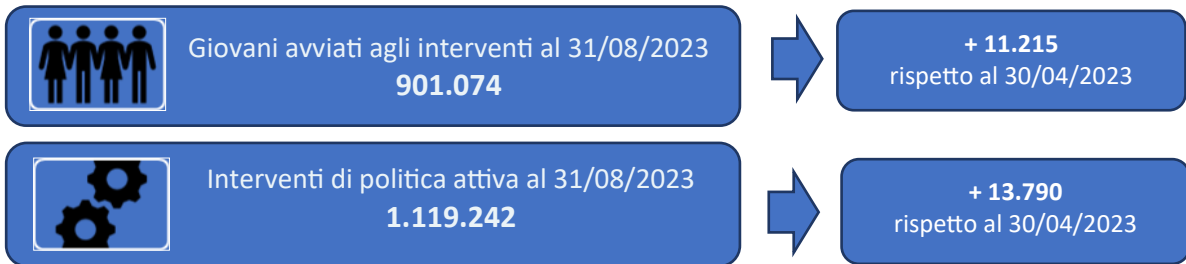 Giovani avviati agli interventi al 31/08/2023
901.074
+ 11.215
rispetto al 30/04/2023
Interventi di politica attiva al 31/08/2023
1.119.242
+ 13.790
rispetto al 30/04/2023